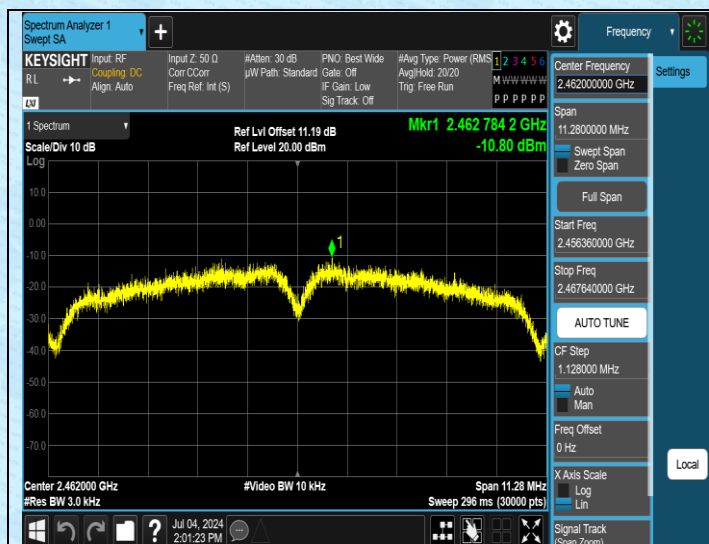 Spectrum Analyzer 1
Swept SA
+
Frequency
KEYSIGHT
RL
LXI
Input: RF
Coupling: DC
Align: Auto
Input Z: 50 Ω
Corr CCorr
Freq Ref: Int (S)
#Atten: 30 dB
µW Path: Standard
PNO: Best Wide
Gate: Off
IF Gain: Low
Sig Track: Off
#Avg Type: Power (RMS
Avg|Hold: 20/20
Trig: Free Run
1 2 3 4 5 6
M W W W W W
P P P P P P
Center Frequency
2.462000000 GHz
Settings
Span
11.2800000 MHz
Swept Span
Zero Span
Full Span
Start Freq
2.456360000 GHz
Stop Freq
2.467640000 GHz
AUTO TUNE
CF Step
1.128000 MHz
Auto
Man
Freq Offset
0 Hz
X Axis Scale
Log
Lin
Signal Track
(Span Zoom)
Local
1 Spectrum
Scale/Div 10 dB
Log
Ref Lvl Offset 11.19 dB
Ref Level 20.00 dBm
Mkr1 2.462 784 2 GHz
-10.80 dBm
10.0
0.00
-10.0
-20.0
-30.0
-40.0
-50.0
-60.0
-70.0
1
Center 2.462000 GHz
#Res BW 3.0 kHz
#Video BW 10 kHz
Span 11.28 MHz
Sweep 296 ms (30000 pts)
?
Jul 04, 2024
2:01:23 PM